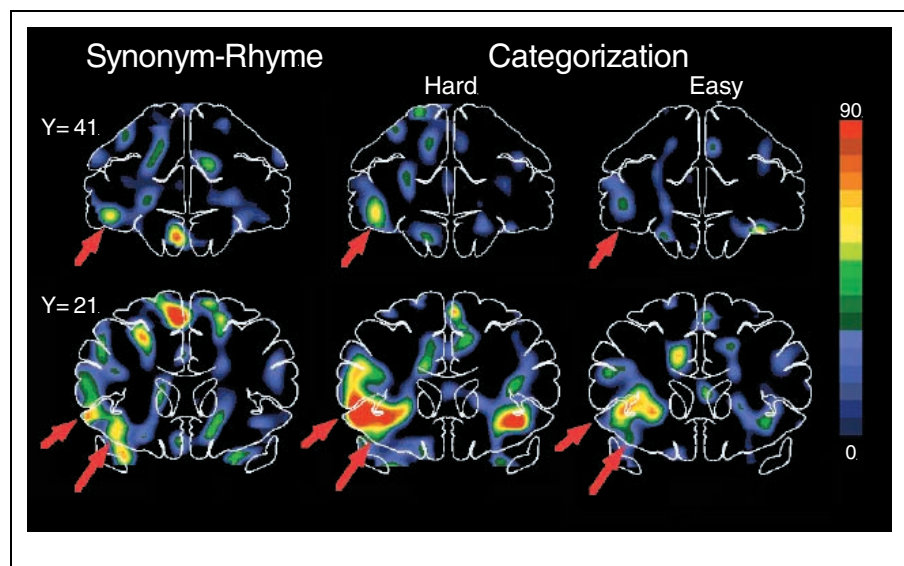 Synonym-Rhyme Categorization
Hard Easy
Y= 41
90
Y= 21
0